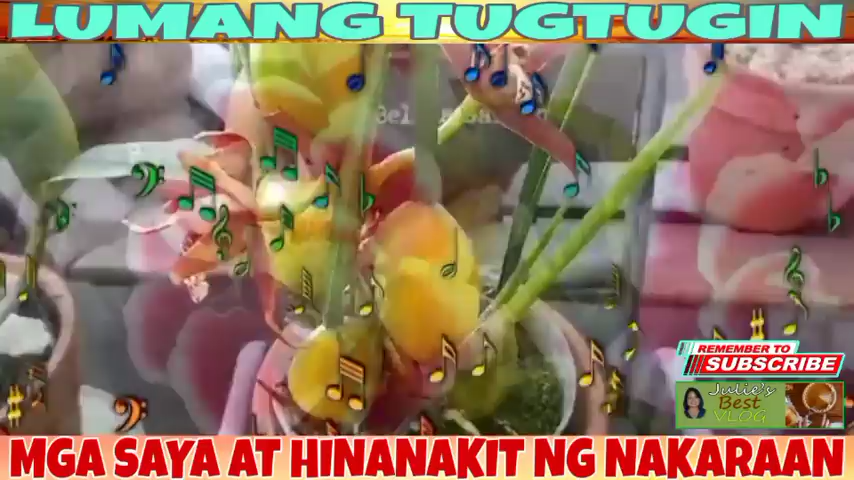 LUMANG TUGTUGIN
REMEMBER TO
SUBSCRIBE
Julie's
Best
VLOG
MGA SAYA AT HINANAKIT NG NAKARAAN